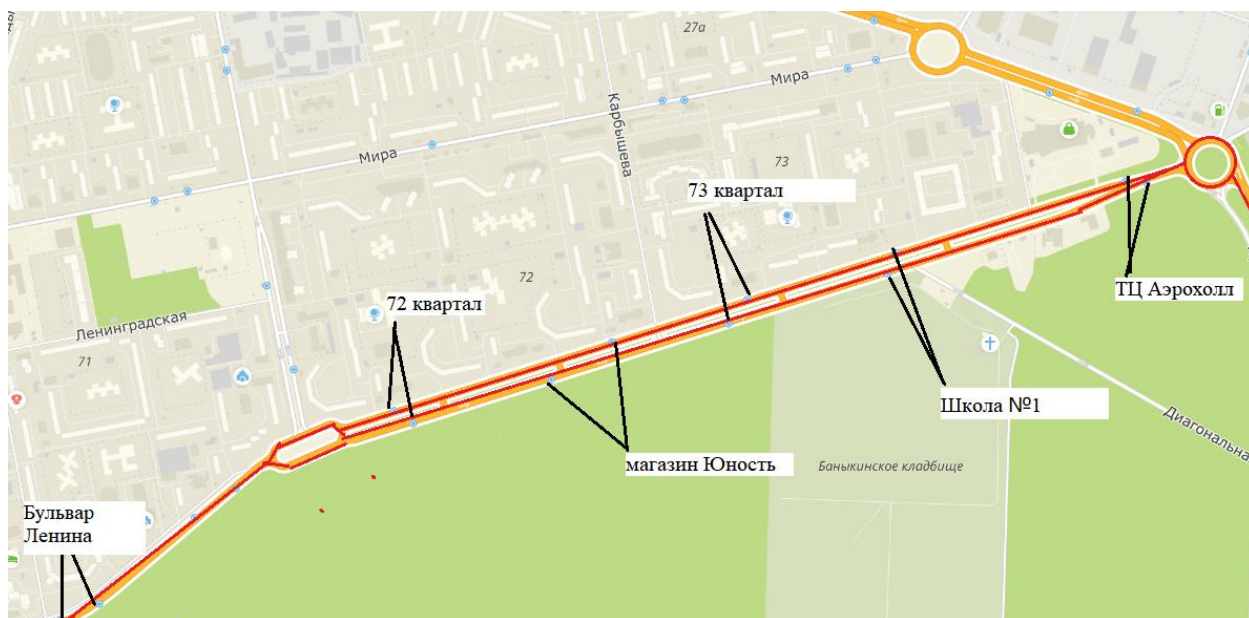 27а
Мира
Карбышева
Мира
73
73 квартал
72
72 квартал
ТЦ Аэрохолл
Ленинградская
71
Школа №1
Диагональна
магазин Юность
Баныкинское кладбище
Бульвар
Ленина